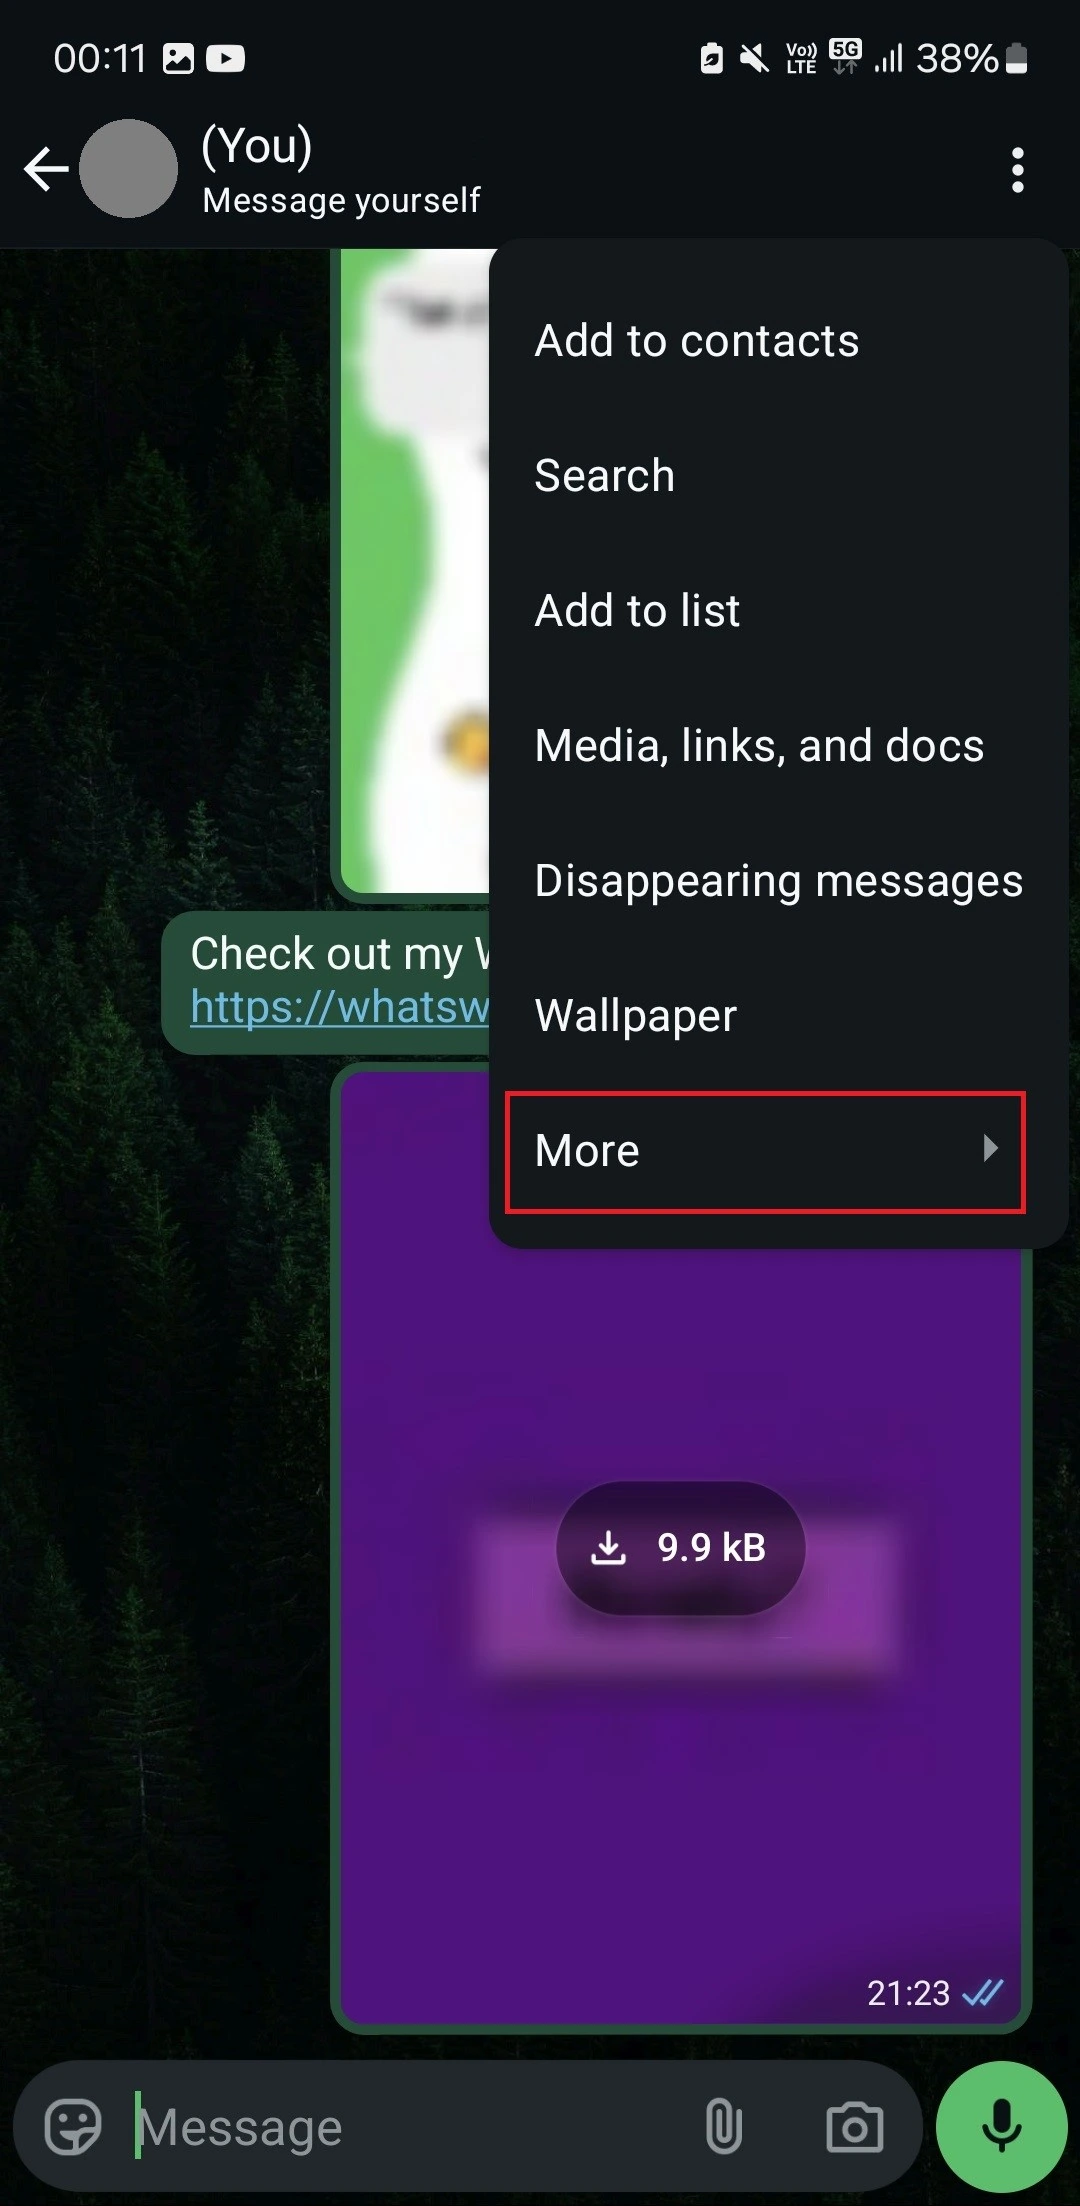 00:11
Vo)) LTE 5G 38%
(You)
Message yourself
Add to contacts
Search
Add to list
Media, links, and docs
Disappearing messages
Check out my
https://whatsw
Wallpaper
More
9.9 kB
21:23
Message